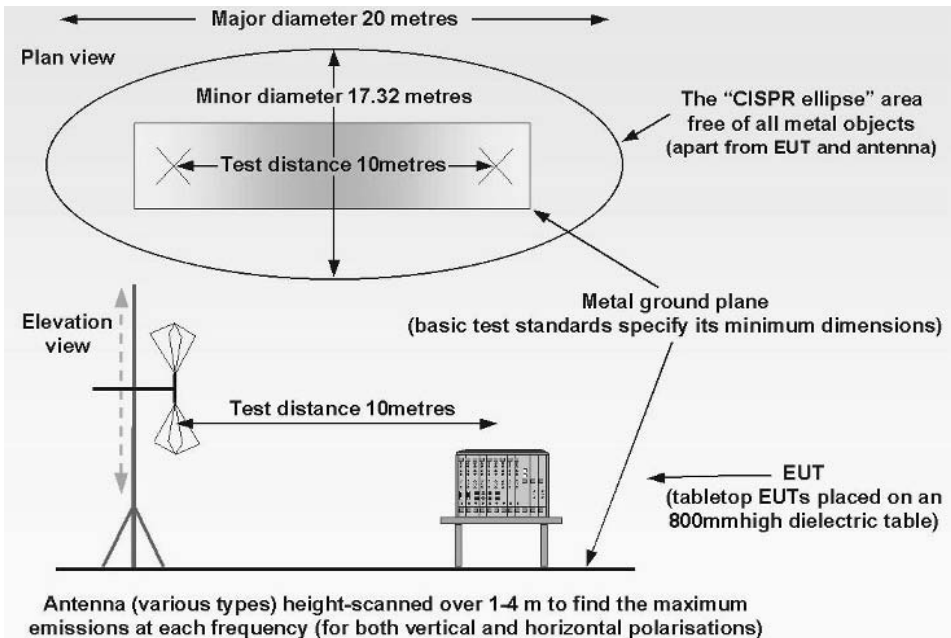 Major diameter 20 metres
Plan view
Minor diameter 17.32 metres
The “CISPR ellipse” area
free of all metal objects
(apart from EUT and antenna)
Test distance 10metres
Metal ground plane
(basic test standards specify its minimum dimensions)
Elevation
view
Test distance 10metres
EUT
(tabletop EUTs placed on an
800mmhigh dielectric table)
Antenna (various types) height-scanned over 1-4 m to find the maximum
emissions at each frequency (for both vertical and horizontal polarisations)